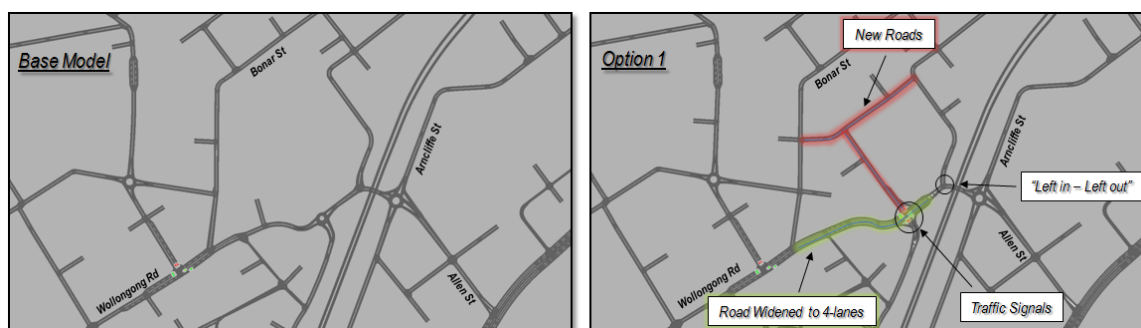 Base Model
Bonar St
Arncliffe St
Wollongong Rd
Allen St
Option 1
New Roads
Bonar St
Arncliffe St
"Left in – Left out"
Allen St
Wollongong Rd
Road Widened to 4-lanes
Traffic Signals